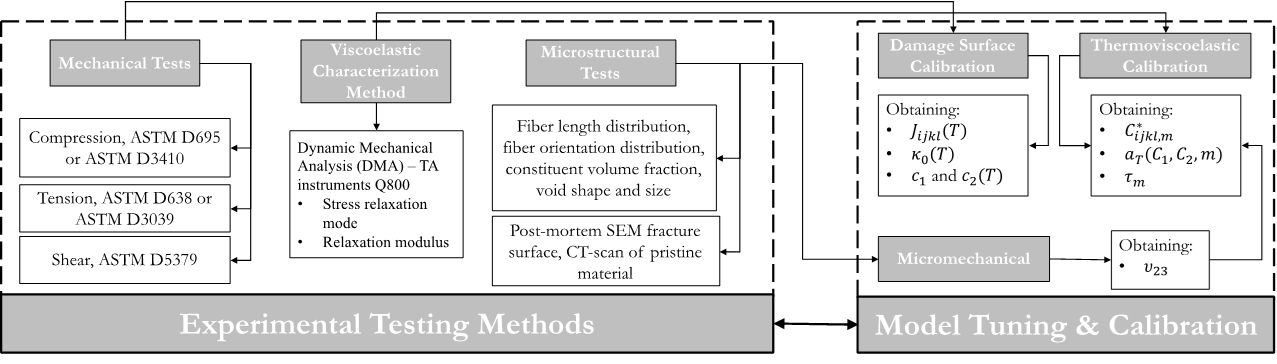 Mechanical Tests
Compression, ASTM D695
or ASTM D3410
Tension, ASTM D638 or
ASTM D3039
Shear, ASTM D5379
Viscoelastic
Characterization
Method
Dynamic Mechanical
Analysis (DMA) – TA
instruments Q800
• Stress relaxation
mode
• Relaxation modulus
Microstructural
Tests
Fiber length distribution,
fiber orientation distribution,
constituent volume fraction,
void shape and size
Post-mortem SEM fracture
surface, CT-scan of pristine
material
Experimental Testing Methods
Damage Surface
Calibration
Obtaining:
• J_{ijkl}(T)
• κ_0(T)
• c_1 and c_2(T)
Thermoviscoelastic
Calibration
Obtaining:
• C^*_{ijkl,m}
• a_T(C_1, C_2, m)
• τ_m
Micromechanical
Obtaining:
• υ_{23}
Model Tuning & Calibration